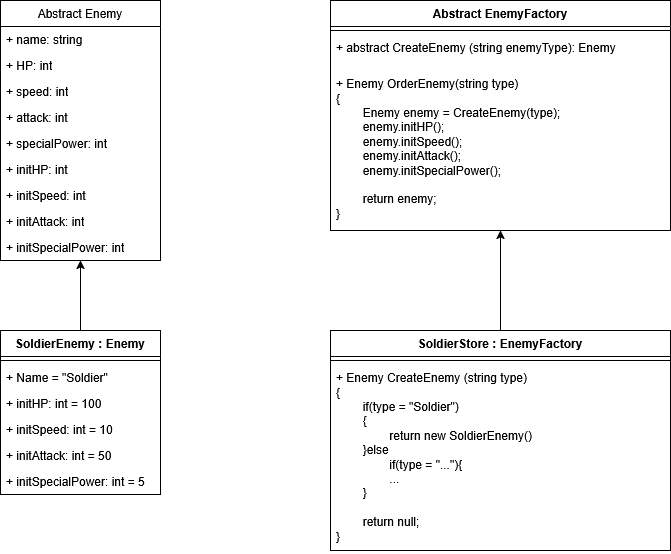 Abstract Enemy
+ name: string
+ HP: int
+ speed: int
+ attack: int
+ specialPower: int
+ initHP: int
+ initSpeed: int
+ initAttack: int
+ initSpecialPower: int
Abstract EnemyFactory
+ abstract CreateEnemy (string enemyType): Enemy
+ Enemy OrderEnemy(string type)
{
Enemy enemy = CreateEnemy(type);
enemy.initHP();
enemy.initSpeed();
enemy.initAttack();
enemy.initSpecialPower();
return enemy;
}
SoldierEnemy : Enemy
+ Name = "Soldier"
+ initHP: int = 100
+ initSpeed: int = 10
+ initAttack: int = 50
+ initSpecialPower: int = 5
SoldierStore : EnemyFactory
+ Enemy CreateEnemy (string type)
{
if(type = "Soldier")
{
return new SoldierEnemy()
}else
if(type = "..."){
...
}
return null;
}